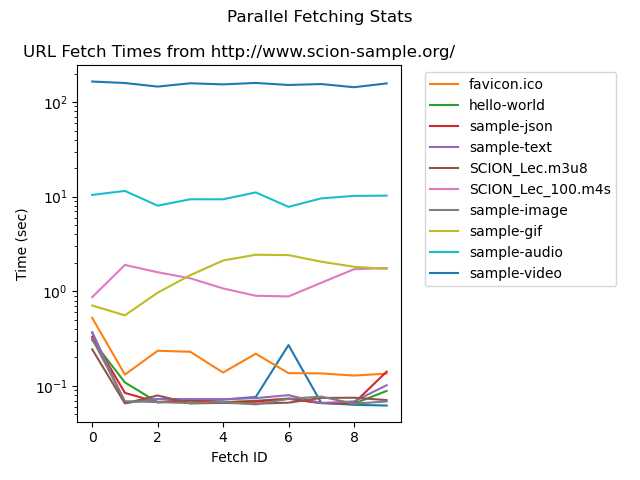 Parallel Fetching Stats
URL Fetch Times from http://www.scion-sample.org/
Time (sec)
10²
10¹
10⁰
10⁻¹
0 2 4 6 8
Fetch ID
favicon.ico
hello-world
sample-json
sample-text
SCION_Lec.m3u8
SCION_Lec_100.m4s
sample-image
sample-gif
sample-audio
sample-video